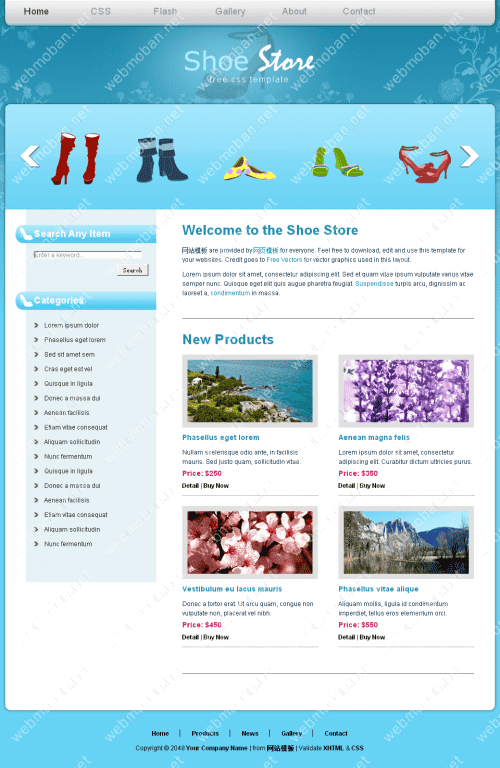 Home CSS Flash Gallery About Contact
Shoe Store
free css template
Search Any Item
Enter a keyword...
Search
Categories
Lorem ipsum dolor
Phasellus eget lorem
Sed sit amet sem
Cras eget est vel
Quisque in ligula
Donec a massa dui
Aenean facilisis
Etiam vitae consequat
Aliquam sollicitudin
Nunc fermentum
Quisque in ligula
Donec a massa dui
Aenean facilisis
Etiam vitae consequat
Aliquam sollicitudin
Nunc fermentum
Welcome to the Shoe Store
网站模板 are provided by 网页模板 for everyone. Feel free to download, edit and use this template for
your websites. Credit goes to Free Vectors for vector graphics used in this layout.
Lorem ipsum dolor sit amet, consectetur adipiscing elit. Sed et quam vitae ipsum vulputate varius vitae
semper nunc. Quisque eget elit quis augue pharetra feugiat. Suspendisse turpis arcu, dignissim ac
laoreet a, condimentum in massa.
New Products
Phasellus eget lorem
Nullam scelerisque odio ante, in facilisis
mauris. Sed justo quam, sollicitudin vitae.
Price: $250
Detail | Buy Now
Aenean magna felis
Lorem ipsum dolor sit amet, consectetur
adipiscing elit. Curabitur dictum ultricies purus.
Price: $350
Detail | Buy Now
Vestibulum eu lacus mauris
Donec a tortor erat. Ut arcu quam, congue non
vulputate non, placerat vel nibh.
Price: $450
Detail | Buy Now
Phasellus vitae alique
Aliquam mollis, ligula id condimentum
imperdiet, tellus eros elementum orci.
Price: $550
Detail | Buy Now
Home | Products | News | Gallery | Contact
Copyright © 2048 Your Company Name | from 网站模板 | Validate XHTML & CSS
webmoban.net